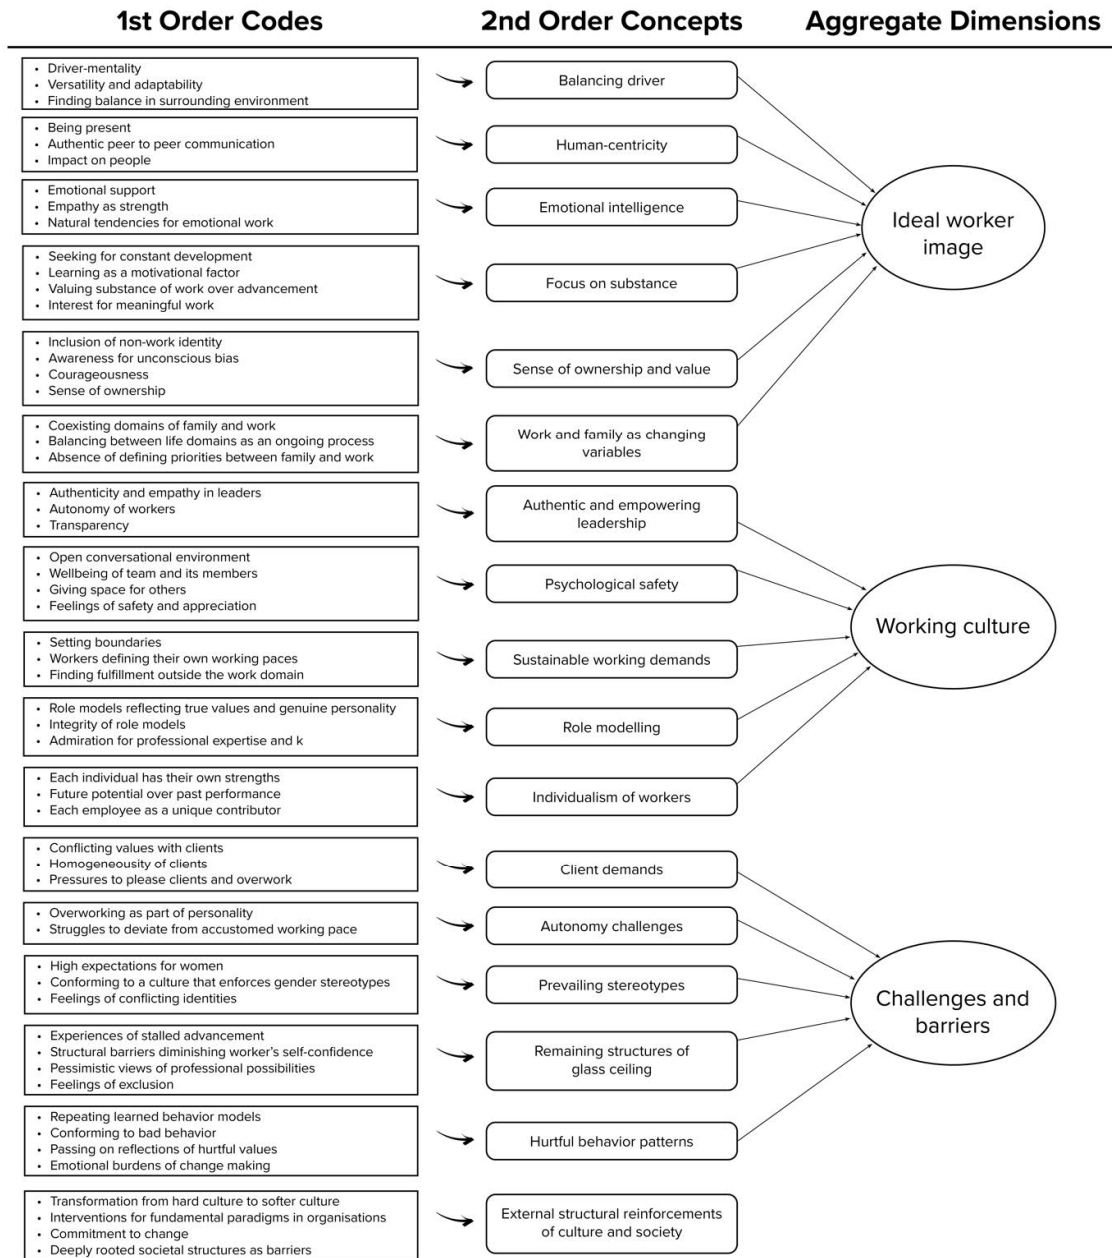 1st Order Codes
2nd Order Concepts
Aggregate Dimensions
• Driver-mentality
• Versatility and adaptability
• Finding balance in surrounding environment
Balancing driver
• Being present
• Authentic peer to peer communication
• Impact on people
Human-centricity
• Emotional support
• Empathy as strength
• Natural tendencies for emotional work
Emotional intelligence
• Seeking for constant development
• Learning as a motivational factor
• Valuing substance of work over advancement
• Interest for meaningful work
Focus on substance
• Inclusion of non-work identity
• Awareness for unconscious bias
• Courageousness
• Sense of ownership
Sense of ownership and value
• Coexisting domains of family and work
• Balancing between life domains as an ongoing process
• Absence of defining priorities between family and work
Work and family as changing
variables
Ideal worker
image
• Authenticity and empathy in leaders
• Autonomy of workers
• Transparency
Authentic and empowering
leadership
• Open conversational environment
• Wellbeing of team and its members
• Giving space for others
• Feelings of safety and appreciation
Psychological safety
• Setting boundaries
• Workers defining their own working paces
• Finding fulfillment outside the work domain
Sustainable working demands
• Role models reflecting true values and genuine personality
• Integrity of role models
• Admiration for professional expertise and k
Role modelling
• Each individual has their own strengths
• Future potential over past performance
• Each employee as a unique contributor
Individualism of workers
Working culture
• Conflicting values with clients
• Homogeneousity of clients
• Pressures to please clients and overwork
Client demands
• Overworking as part of personality
• Struggles to deviate from accustomed working pace
Autonomy challenges
• High expectations for women
• Conforming to a culture that enforces gender stereotypes
• Feelings of conflicting identities
Prevailing stereotypes
• Experiences of stalled advancement
• Structural barriers diminishing worker's self-confidence
• Pessimistic views of professional possibilities
• Feelings of exclusion
Remaining structures of
glass ceiling
• Repeating learned behavior models
• Conforming to bad behavior
• Passing on reflections of hurtful values
• Emotional burdens of change making
Hurtful behavior patterns
Challenges and
barriers
• Transformation from hard culture to softer culture
• Interventions for fundamental paradigms in organisations
• Commitment to change
• Deeply rooted societal structures as barriers
External structural reinforcements
of culture and society